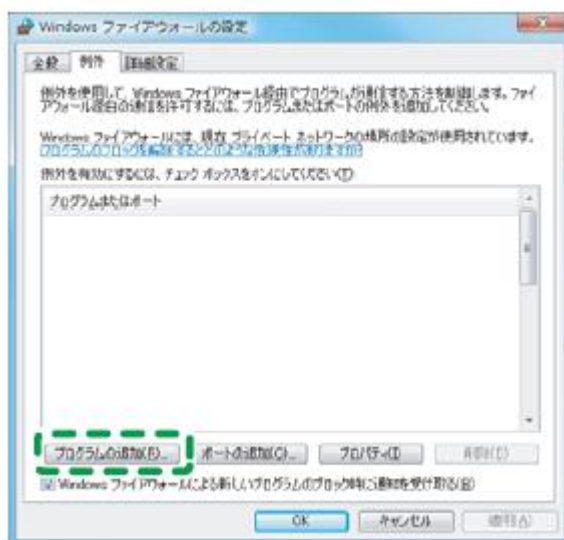 Windows ファイアウォールの設定
全般 例外 詳細設定
例外を使用して、Windows ファイアウォール経由でプログラムが通信する方法を制御します。ファイ
アウォール経由の通信を許可するには、プログラムまたはポートの例外を追加してください。
Windows ファイアウォールは、現在 プライベート ネットワークの場所の設定が使用されています。
プログラムのブロックを解除するとどのような危険性がありますか?
例外を有効にするには、チェック ボックスをオンにしてください(T)
プログラムまたはポート
プログラムの追加(R)... ポートの追加(O)... プロパティ(I) 削除(D)
Windows ファイアウォールによる新しいプログラムのブロック時に通知を受け取る(B)
OK キャンセル 適用(A)